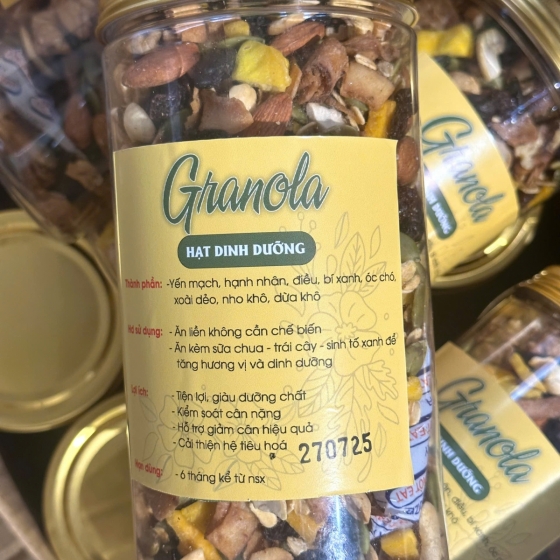 Granola
HẠT DINH DƯỠNG
Thành phần: -Yến mạch, hạnh nhân, điều, bí xanh, óc chó,
xoài dẻo, nho khô, dừa khô
sử dụng: - Ăn liền không cần chế biến
- Ăn kèm sữa chua - trái cây - sinh tố xanh để
tăng hương vị và dinh dưỡng
Lợi ích: - Tiện lợi, giàu dưỡng chất
- Kiểm soát cân nặng
- Hỗ trợ giảm cân hiệu quả
- Cải thiện hệ tiêu hoá
270725
Hạn dùng: - 6 tháng kể từ nsx
Granola
DƯỠNG
Granola
DINH DƯỠNG